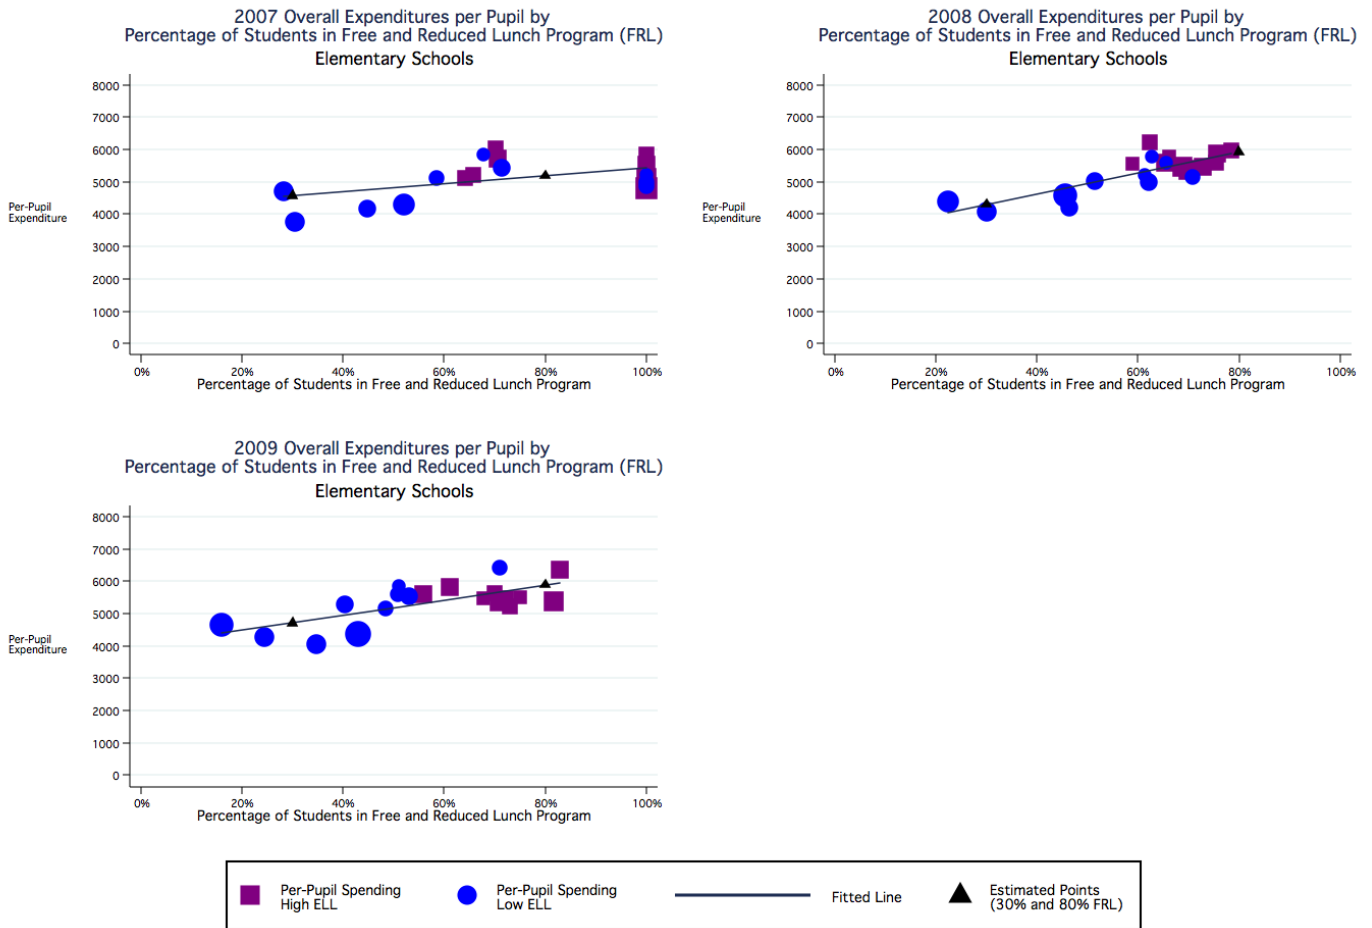 2007 Overall Expenditures per Pupil by
Percentage of Students in Free and Reduced Lunch Program (FRL)
Elementary Schools
8000
7000
6000
5000
4000
3000
2000
1000
0
Per-Pupil
Expenditure
0% 20% 40% 60% 80% 100%
Percentage of Students in Free and Reduced Lunch Program
2008 Overall Expenditures per Pupil by
Percentage of Students in Free and Reduced Lunch Program (FRL)
Elementary Schools
8000
7000
6000
5000
4000
3000
2000
1000
0
Per-Pupil
Expenditure
0% 20% 40% 60% 80% 100%
Percentage of Students in Free and Reduced Lunch Program
2009 Overall Expenditures per Pupil by
Percentage of Students in Free and Reduced Lunch Program (FRL)
Elementary Schools
8000
7000
6000
5000
4000
3000
2000
1000
0
Per-Pupil
Expenditure
0% 20% 40% 60% 80% 100%
Percentage of Students in Free and Reduced Lunch Program
Per-Pupil Spending
High ELL
Per-Pupil Spending
Low ELL
Fitted Line
Estimated Points
(30% and 80% FRL)